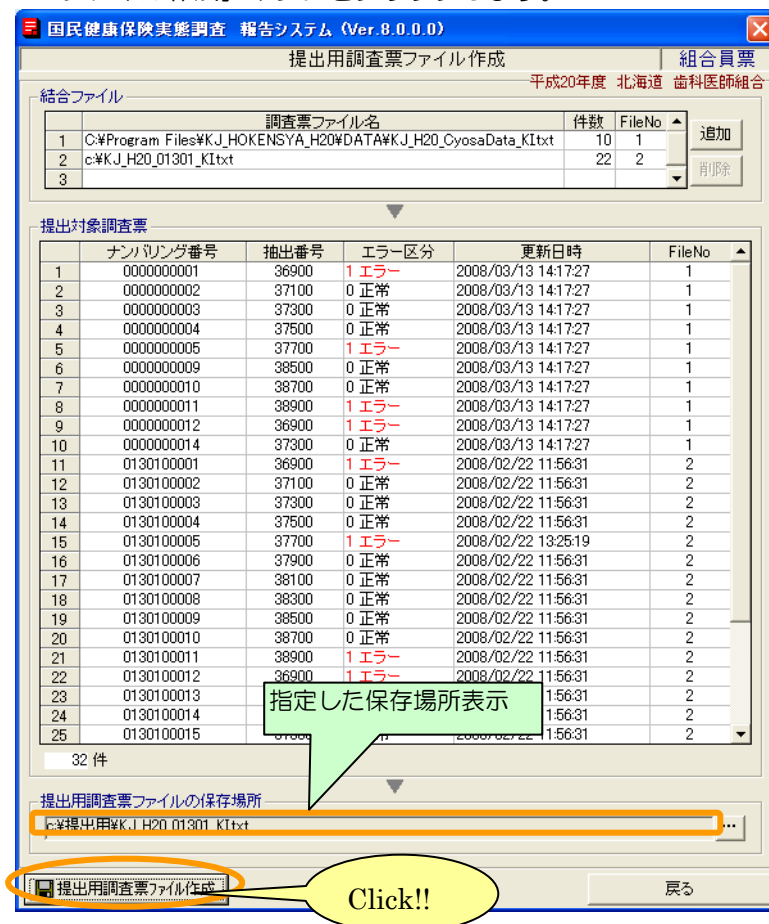 国民健康保険実態調査 報告システム (Ver.8.0.0.0)
提出用調査票ファイル作成 組合員票
平成20年度 北海道 歯科医師組合
結合ファイル
調査票ファイル名 件数 FileNo
1 C:¥Program Files¥KJ_HOKENSYA_H20¥DATA¥KJ_H20_CyosaData_KI.txt 10 1
2 c:¥KJ_H20_01301_KI.txt 22 2
3
追加
削除
提出対象調査票
ナンバリング番号 抽出番号 エラー区分 更新日時 FileNo
1 0000000001 36900 1 エラー 2008/03/13 14:17:27 1
2 0000000002 37100 0 正常 2008/03/13 14:17:27 1
3 0000000003 37300 0 正常 2008/03/13 14:17:27 1
4 0000000004 37500 0 正常 2008/03/13 14:17:27 1
5 0000000005 37700 1 エラー 2008/03/13 14:17:27 1
6 0000000009 38500 0 正常 2008/03/13 14:17:27 1
7 0000000010 38700 0 正常 2008/03/13 14:17:27 1
8 0000000011 38900 1 エラー 2008/03/13 14:17:27 1
9 0000000012 36900 1 エラー 2008/03/13 14:17:27 1
10 0000000014 37300 0 正常 2008/03/13 14:17:27 1
11 0130100001 36900 1 エラー 2008/02/22 11:56:31 2
12 0130100002 37100 0 正常 2008/02/22 11:56:31 2
13 0130100003 37300 0 正常 2008/02/22 11:56:31 2
14 0130100004 37500 0 正常 2008/02/22 11:56:31 2
15 0130100005 37700 1 エラー 2008/02/22 13:25:19 2
16 0130100006 37900 0 正常 2008/02/22 11:56:31 2
17 0130100007 38100 0 正常 2008/02/22 11:56:31 2
18 0130100008 38300 0 正常 2008/02/22 11:56:31 2
19 0130100009 38500 0 正常 2008/02/22 11:56:31 2
20 0130100010 38700 0 正常 2008/02/22 11:56:31 2
21 0130100011 38900 1 エラー 2008/02/22 11:56:31 2
22 0130100012 36900 1 エラー 2008/02/22 11:56:31 2
23 0130100013 1:56:31 2
24 0130100014 1:56:31 2
25 0130100015 11:56:31 2
指定した保存場所表示
32 件
提出用調査票ファイルの保存場所
c:¥提出用¥KJ_H20_01301_KI.txt ...
提出用調査票ファイル作成
Click!!
戻る